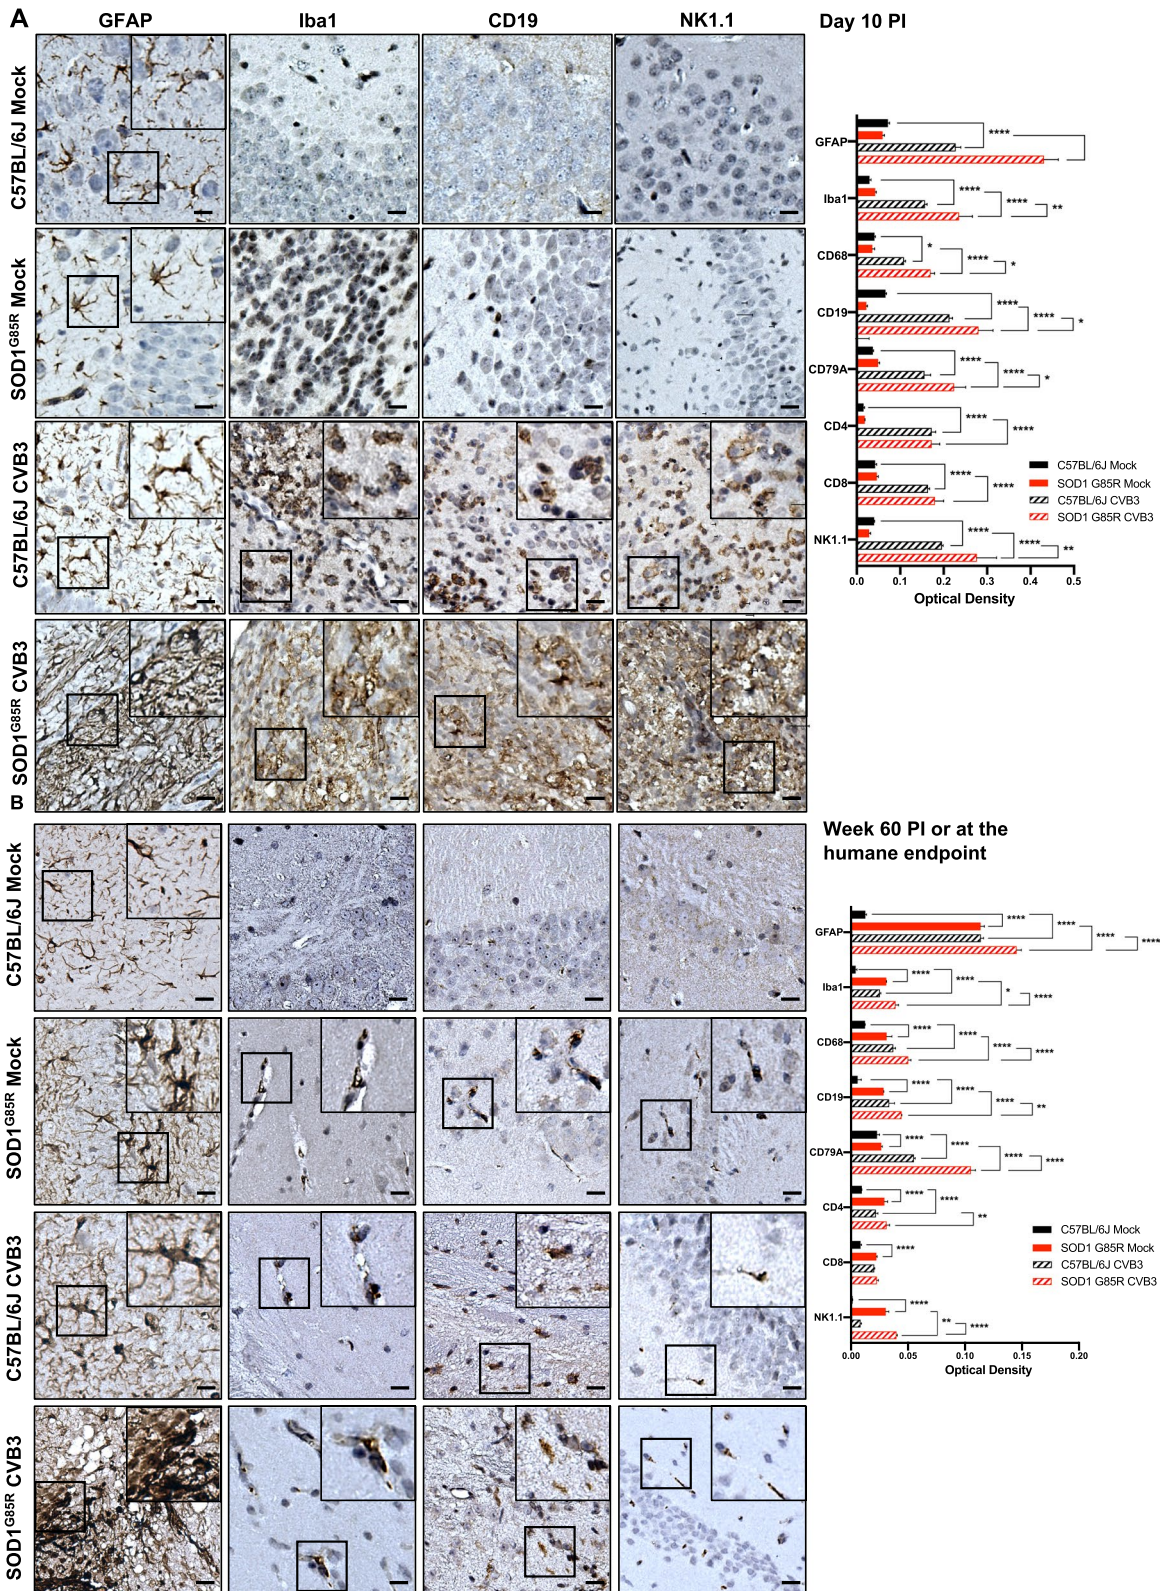 A
GFAP
Iba1
CD19
NK1.1
Day 10 PI
C57BL/6J Mock
SOD1G85R Mock
C57BL/6J CVB3
SOD1G85R CVB3
GFAP
****
Iba1
****
****
**
CD68
*
****
*
CD19
****
****
*
CD79A
****
****
*
CD4
****
****
CD8
****
****
NK1.1
****
****
**
C57BL/6J Mock
SOD1 G85R Mock
C57BL/6J CVB3
SOD1 G85R CVB3
0.0 0.1 0.2 0.3 0.4 0.5
Optical Density
B
Week 60 PI or at the
humane endpoint
C57BL/6J Mock
SOD1G85R Mock
C57BL/6J CVB3
SOD1G85R CVB3
GFAP
****
****
****
****
Iba1
****
****
*
****
CD68
****
****
****
****
CD19
****
****
****
**
CD79A
****
****
****
****
CD4
****
****
**
CD8
****
NK1.1
****
**
****
C57BL/6J Mock
SOD1 G85R Mock
C57BL/6J CVB3
SOD1 G85R CVB3
0.00 0.05 0.10 0.15 0.20
Optical Density